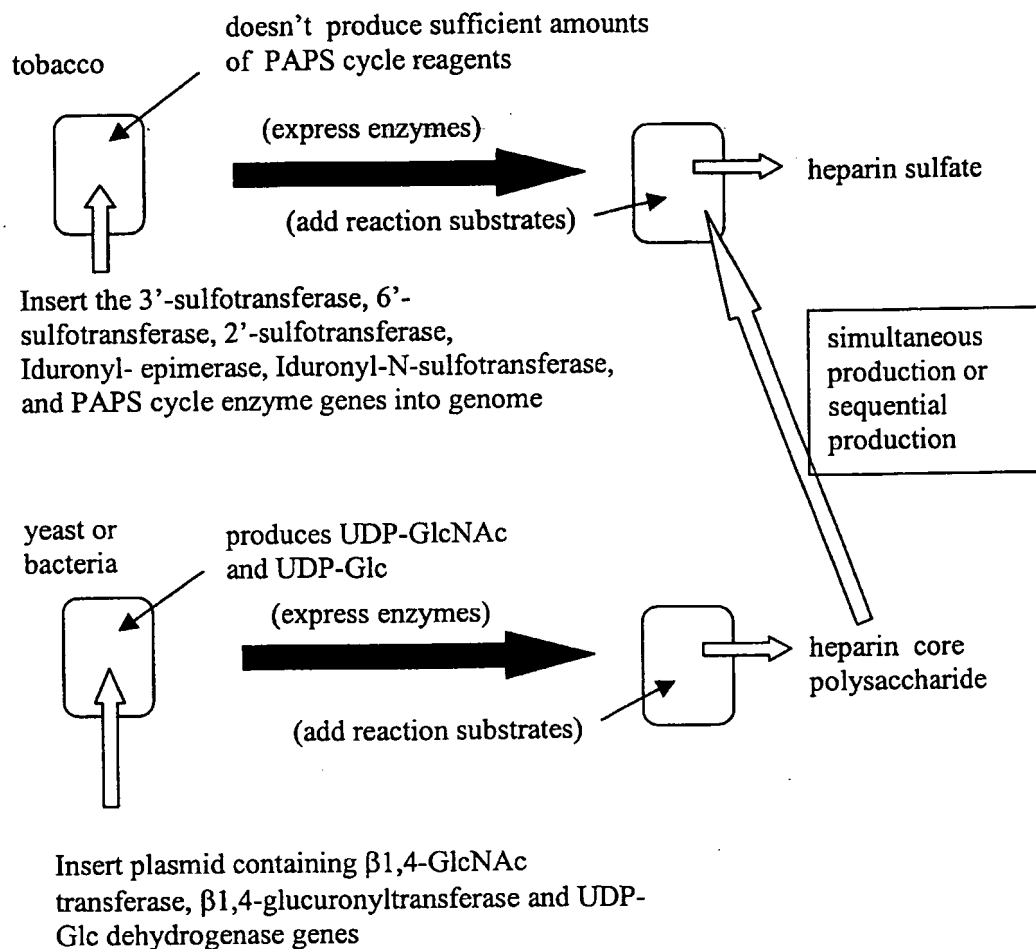 doesn't produce sufficient amounts
of PAPS cycle reagents
tobacco
(express enzymes)
(add reaction substrates)
heparin sulfate
Insert the 3'-sulfotransferase, 6'-
sulfotransferase, 2'-sulfotransferase,
Iduronyl- epimerase, Iduronyl-N-sulfotransferase,
and PAPS cycle enzyme genes into genome
simultaneous
production or
sequential
production
yeast or
bacteria
produces UDP-GlcNAc
and UDP-Glc
(express enzymes)
(add reaction substrates)
heparin core
polysaccharide
Insert plasmid containing β1,4-GlcNAc
transferase, β1,4-glucuronyltransferase and UDP-
Glc dehydrogenase genes